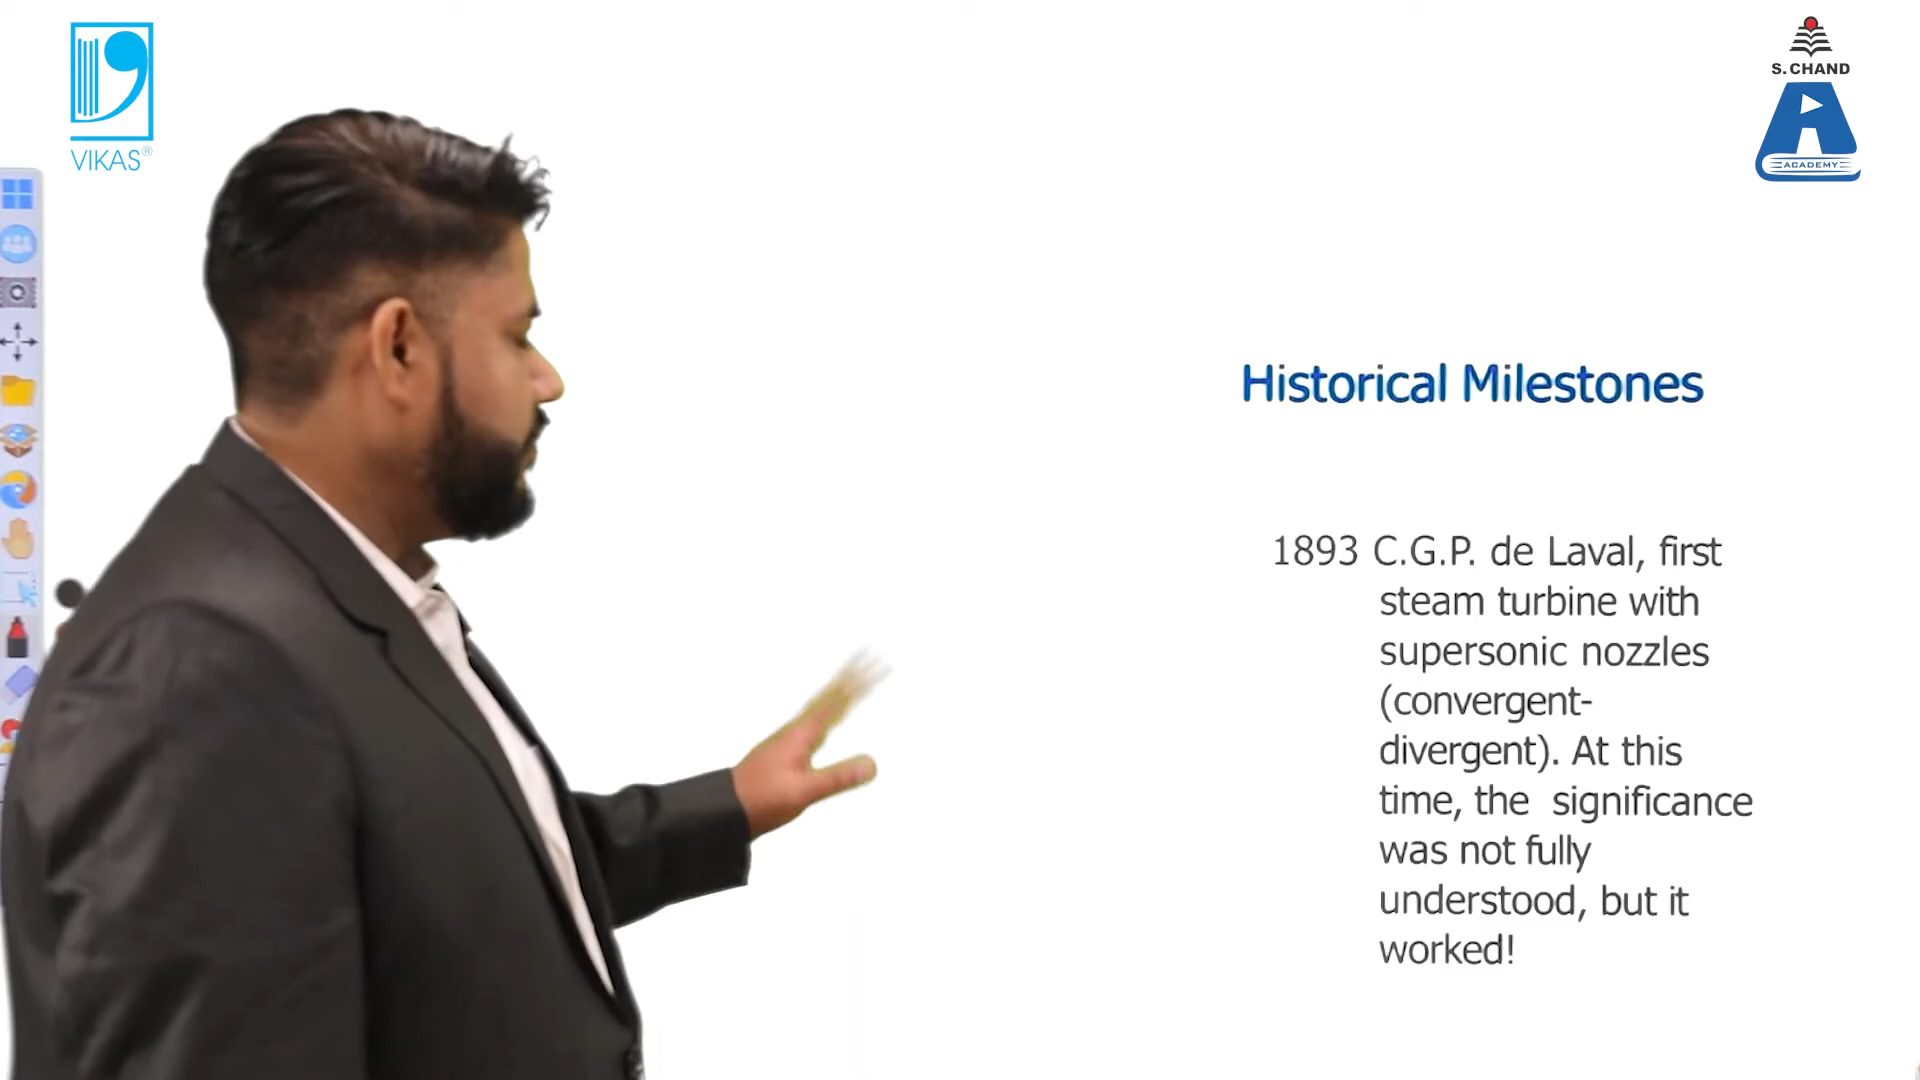 VIKAS®
S. CHAND
ACADEMY
Historical Milestones
1893 C.G.P. de Laval, first
steam turbine with
supersonic nozzles
(convergent-
divergent). At this
time, the significance
was not fully
understood, but it
worked!